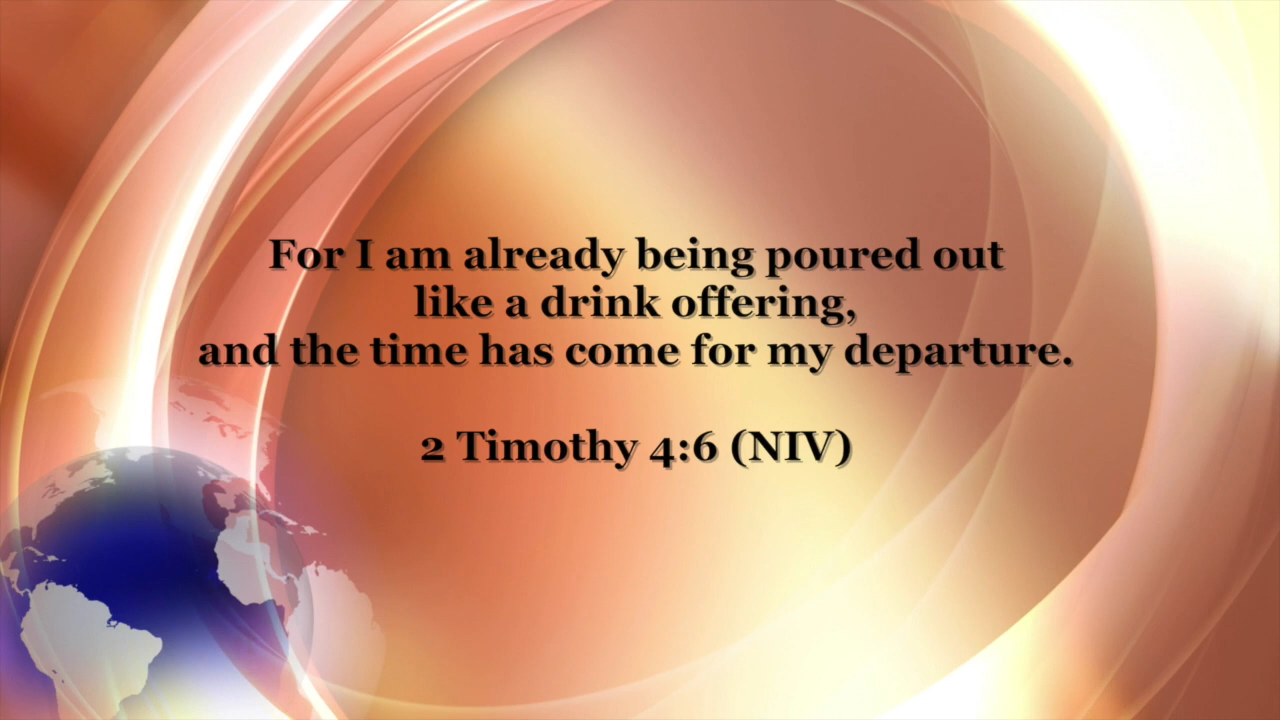 For I am already being poured out
like a drink offering,
and the time has come for my departure.
2 Timothy 4:6 (NIV)